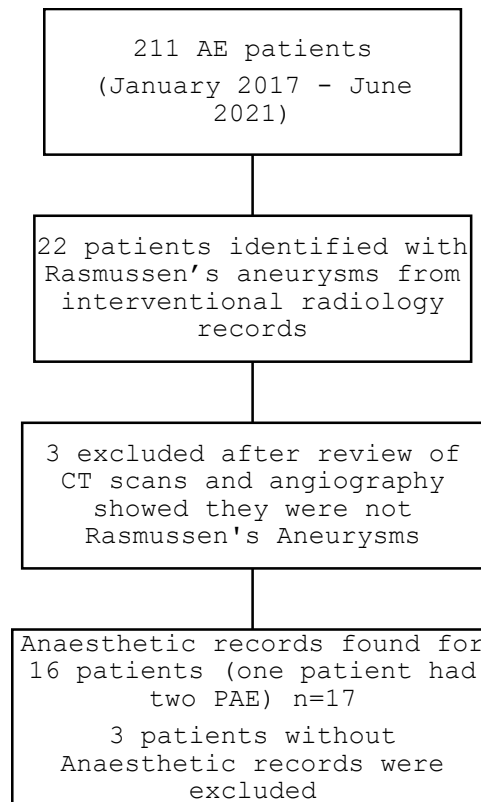 211 AE patients
(January 2017 - June
2021)
22 patients identified with
Rasmussen’s aneurysms from
interventional radiology
records
3 excluded after review of
CT scans and angiography
showed they were not
Rasmussen's Aneurysms
Anaesthetic records found for
16 patients (one patient had
two PAE) n=17
3 patients without
Anaesthetic records were
excluded